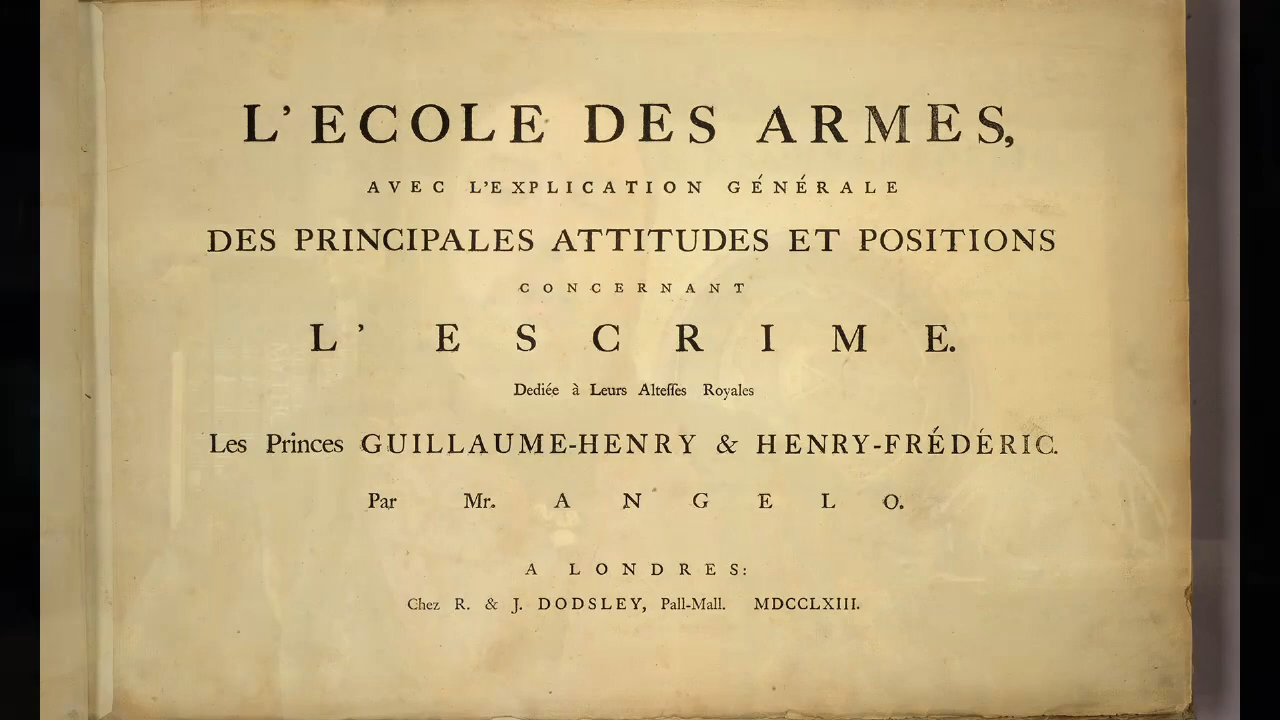 L'ECOLE DES ARMES,
AVEC L'EXPLICATION GÉNÉRALE
DES PRINCIPALES ATTITUDES ET POSITIONS
CONCERNANT
L'ESCRIME.
Dediée à Leurs Alteſſes Royales
Les Princes GUILLAUME-HENRY & HENRY-FRÉDÉRIC.
Par Mr. ANGELO.
A LONDRES:
Chez R. & J. DODSLEY, Pall-Mall. MDCCLXIII.